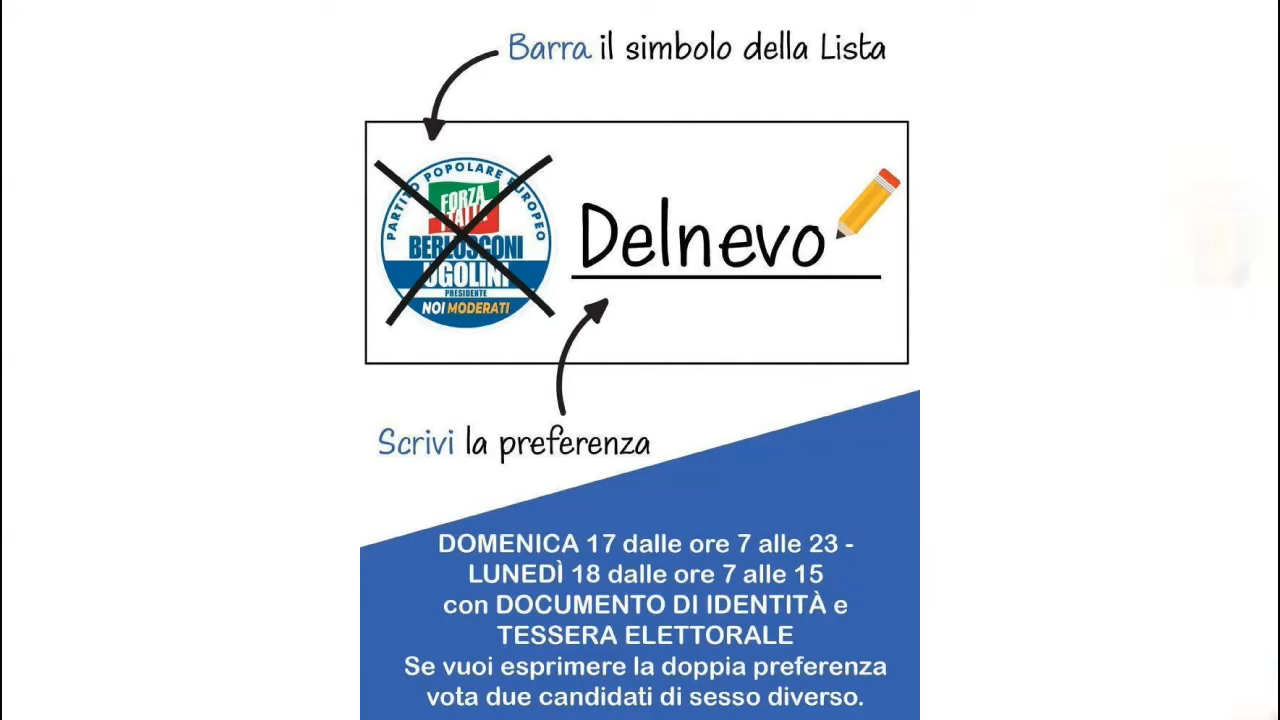 Barra il simbolo della Lista
PARTITO POPOLARE EUROPEO
FORZA
ITALIA
BERLUSCONI
UGOLINI
PRESIDENTE
NOI MODERATI
Delnevo
Scrivi la preferenza
DOMENICA 17 dalle ore 7 alle 23 -
LUNEDÌ 18 dalle ore 7 alle 15
con DOCUMENTO DI IDENTITÀ e
TESSERA ELETTORALE
Se vuoi esprimere la doppia preferenza
vota due candidati di sesso diverso.